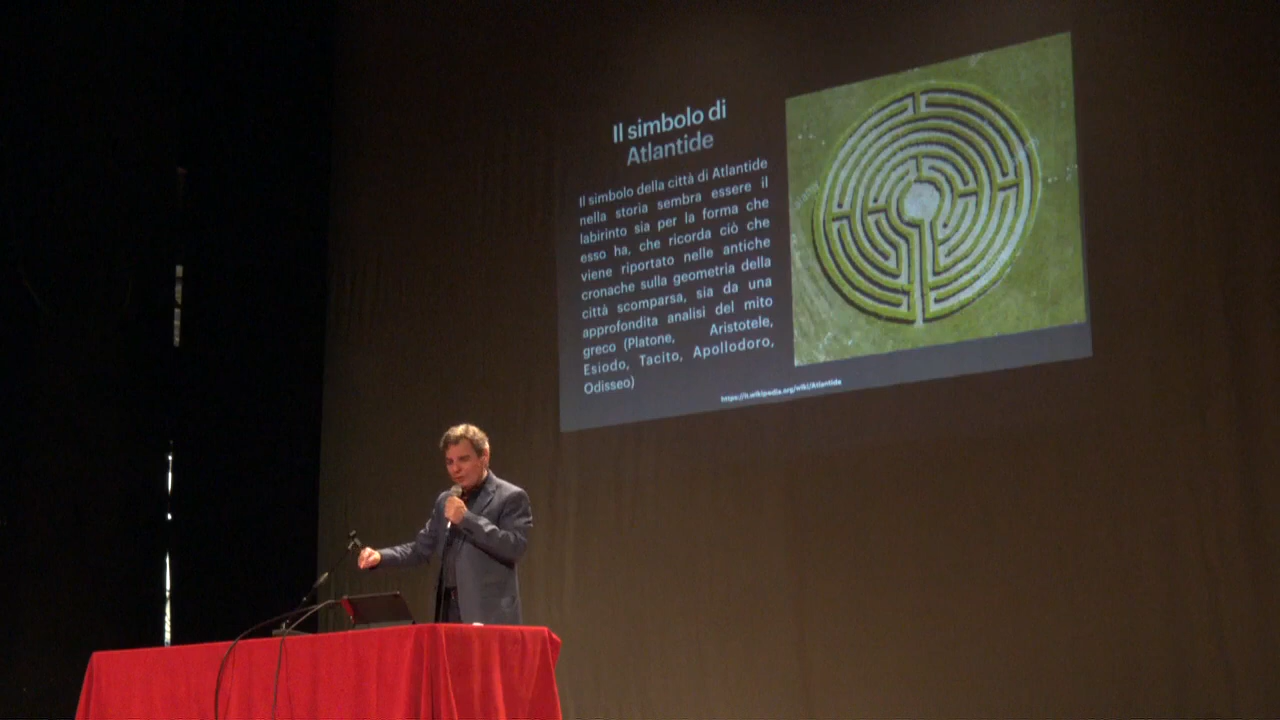 Il simbolo di
Atlantide
Il simbolo della città di Atlantide
nella storia sembra essere il
labirinto sia per la forma che
esso ha, che ricorda ciò che
viene riportato nelle antiche
cronache sulla geometria della
città scomparsa, sia da una
approfondita analisi del mito
greco (Platone, Aristotele,
Esiodo, Tacito, Apollodoro,
Odisseo)
https://it.wikipedia.org/wiki/Atlantide